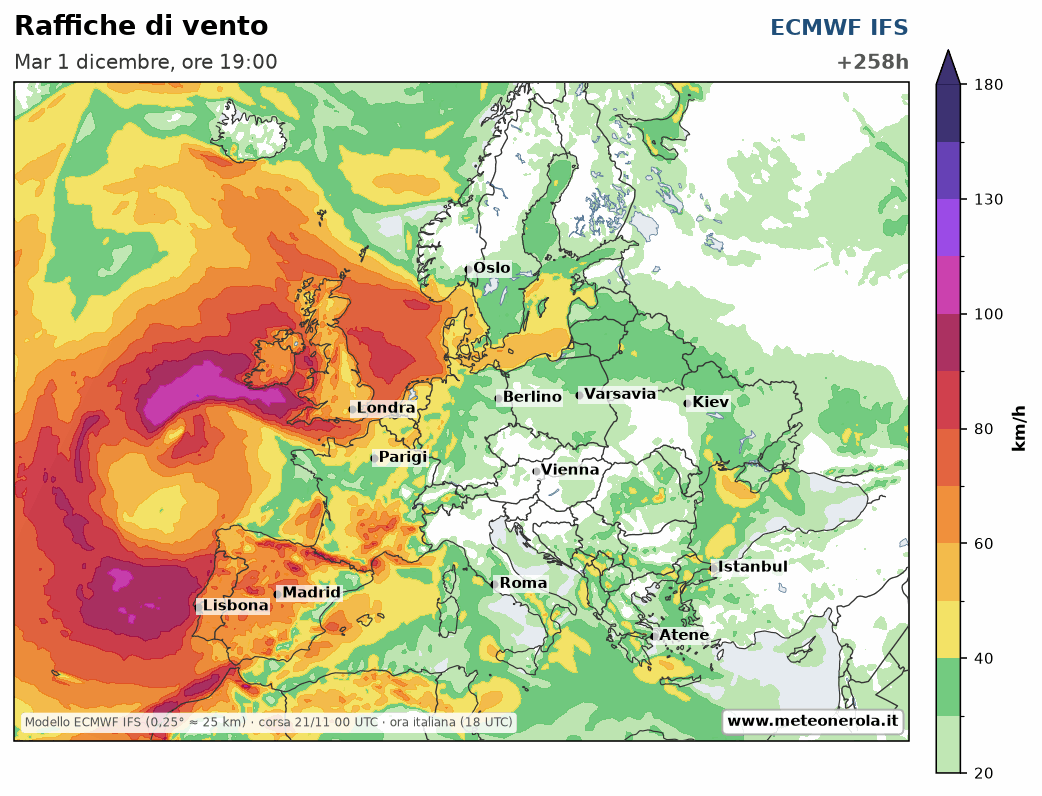 Raffiche di vento
ECMWF IFS
Mar 1 dicembre, ore 19:00
+258h
180
130
100
80
60
40
20
km/h
Oslo
Berlino
Varsavia
Kiev
Londra
Parigi
Vienna
Istanbul
Roma
Madrid
Lisbona
Atene
Modello ECMWF IFS (0,25° ≈ 25 km) · corsa 21/11 00 UTC · ora italiana (18 UTC)
www.meteonerola.it